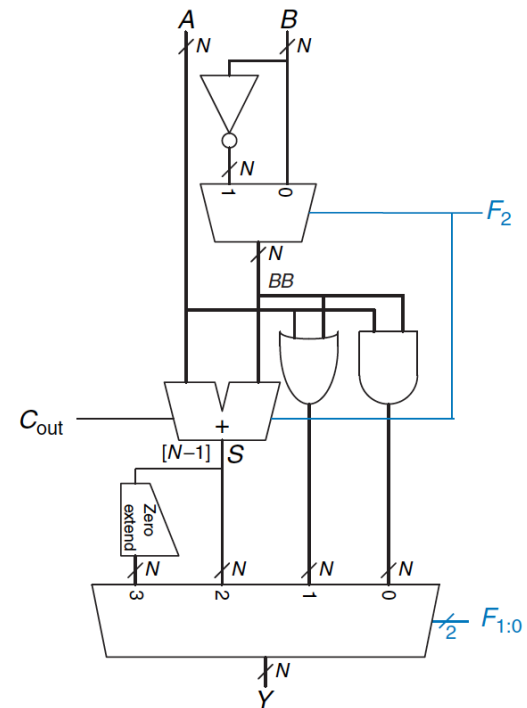 A B
N N
N
1 0
F2
N
BB
Cout
+
[N–1] S
Zero
extend
N N N N
3 2 1 0
2 F1:0
N
Y